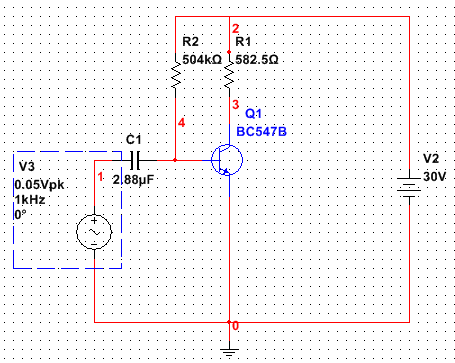 2
R2
R1
504kΩ
582.5Ω
3
Q1
BC547B
4
C1
2.88µF
V3
0.05Vpk
1kHz
0°
1
V2
30V
0